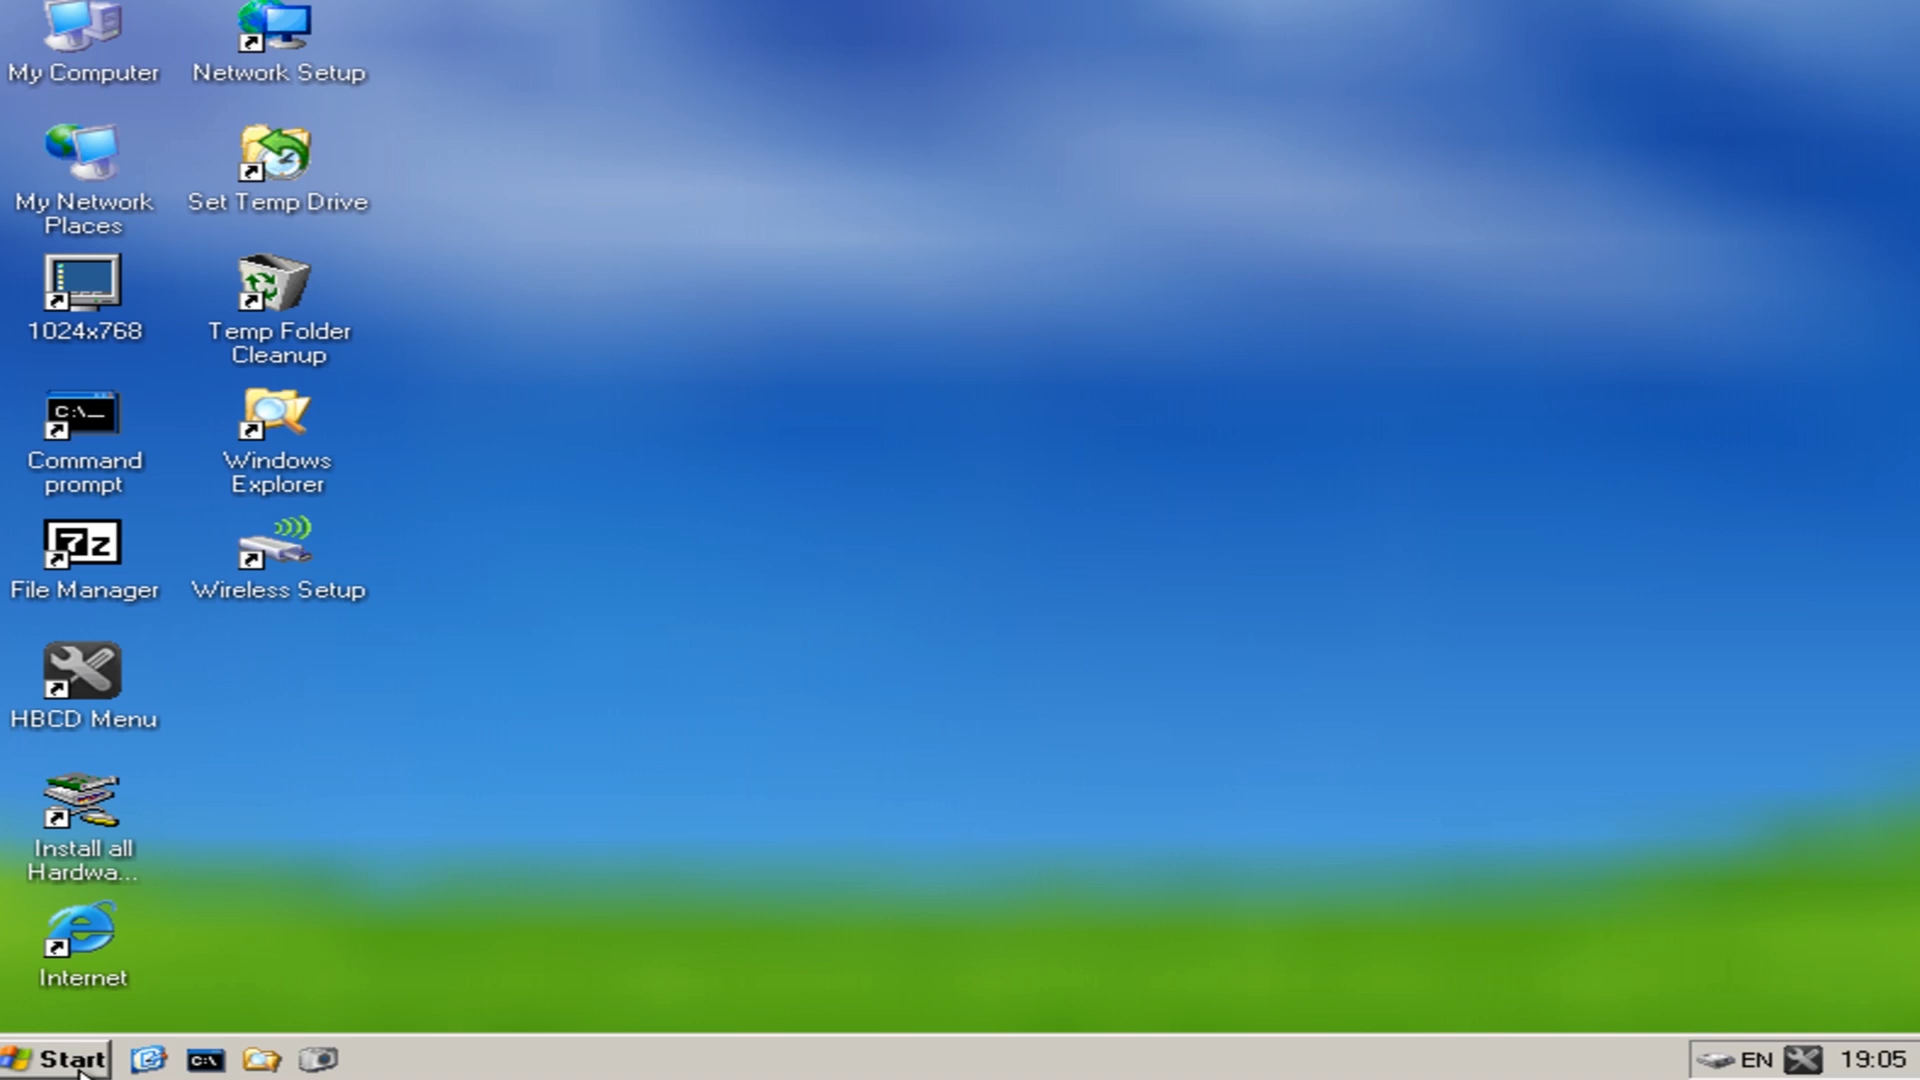 My Computer
Network Setup
My Network
Places
Set Temp Drive
1024x768
Temp Folder
Cleanup
C:\_
Command
prompt
Windows
Explorer
7z
File Manager
Wireless Setup
HBCD Menu
Install all
Hardwa...
Internet
Start
C:\
EN
19:05